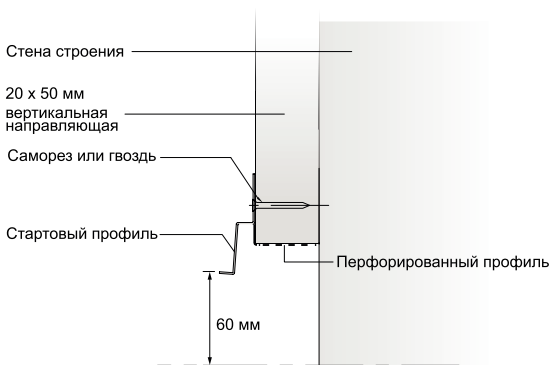 Стена строения
20 x 50 мм
вертикальная
направляющая
Саморез или гвоздь
Стартовый профиль
Перфорированный профиль
60 мм